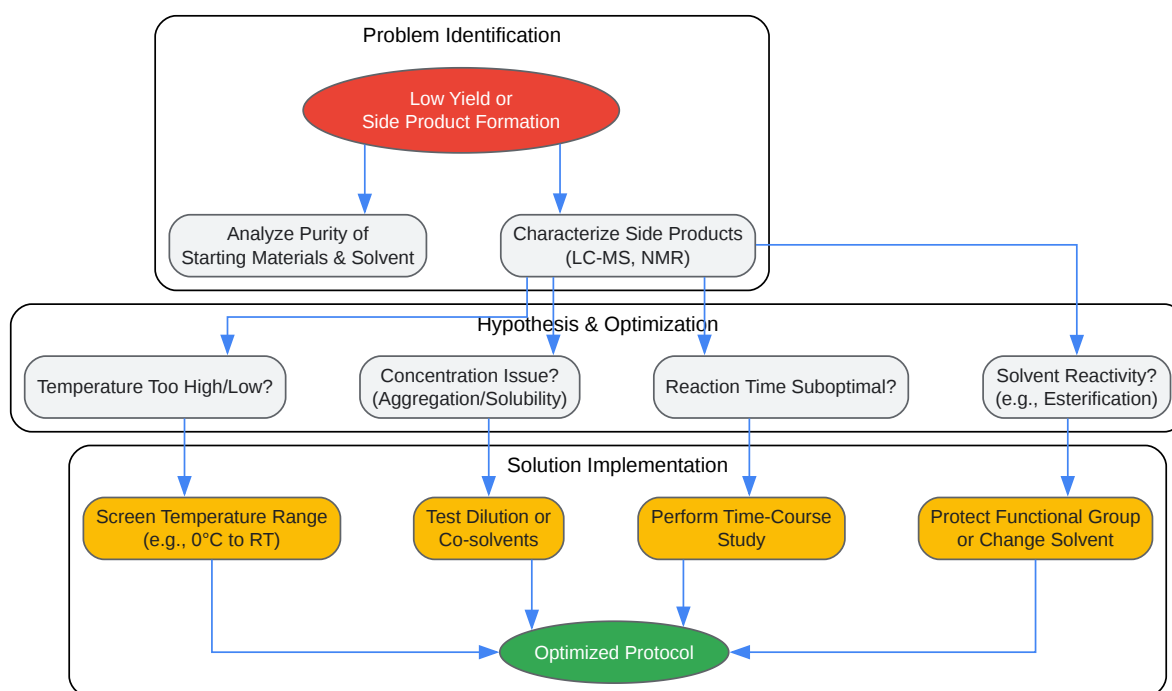 Problem Identification
Low Yield or
Side Product Formation
Analyze Purity of
Starting Materials & Solvent
Characterize Side Products
(LC-MS, NMR)
Hypothesis & Optimization
Temperature Too High/Low?
Concentration Issue?
(Aggregation/Solubility)
Reaction Time Suboptimal?
Solvent Reactivity?
(e.g., Esterification)
Solution Implementation
Screen Temperature Range
(e.g., 0°C to RT)
Test Dilution or
Co-solvents
Perform Time-Course
Study
Protect Functional Group
or Change Solvent
Optimized Protocol